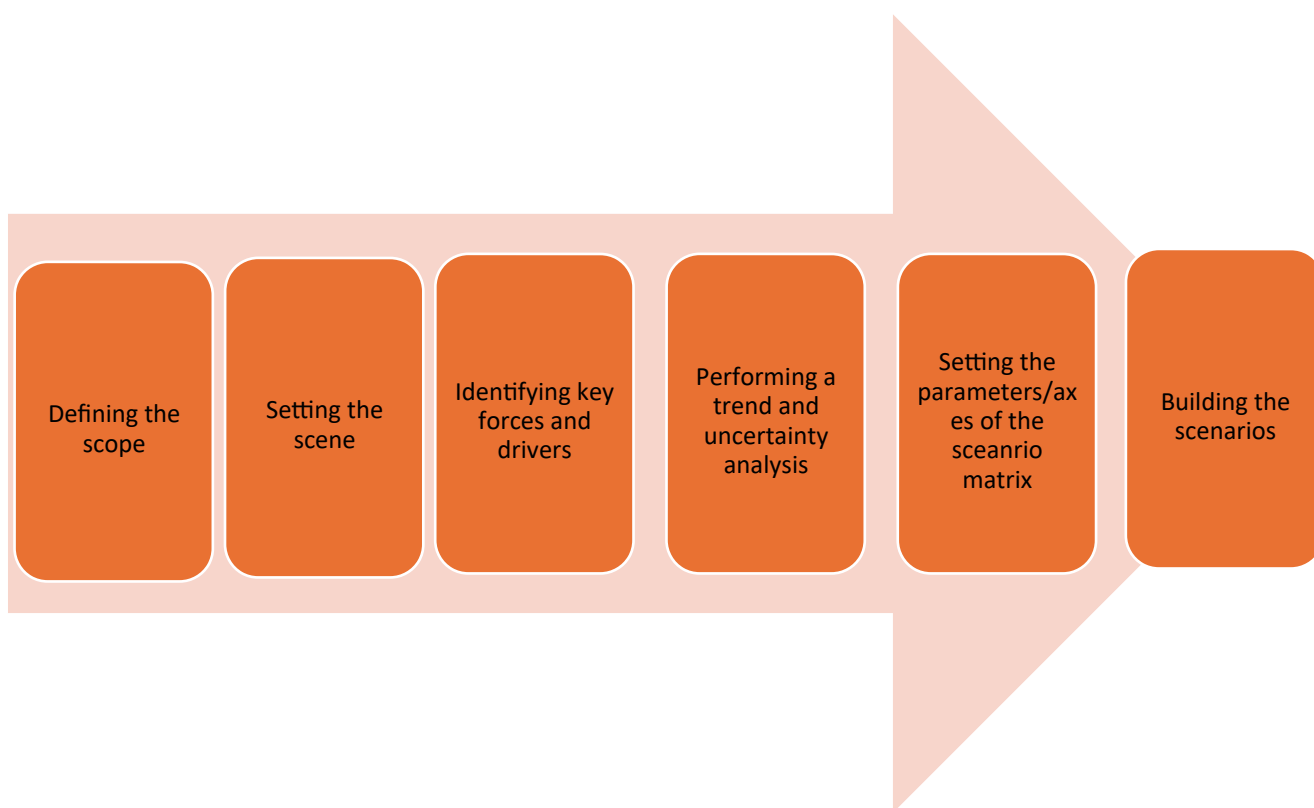 Defining the
scope
Setting the
scene
Identifying key
forces and
drivers
Performing a
trend and
uncertainty
analysis
Setting the
parameters/ax
es of the
sceanrio
matrix
Building the
scenarios